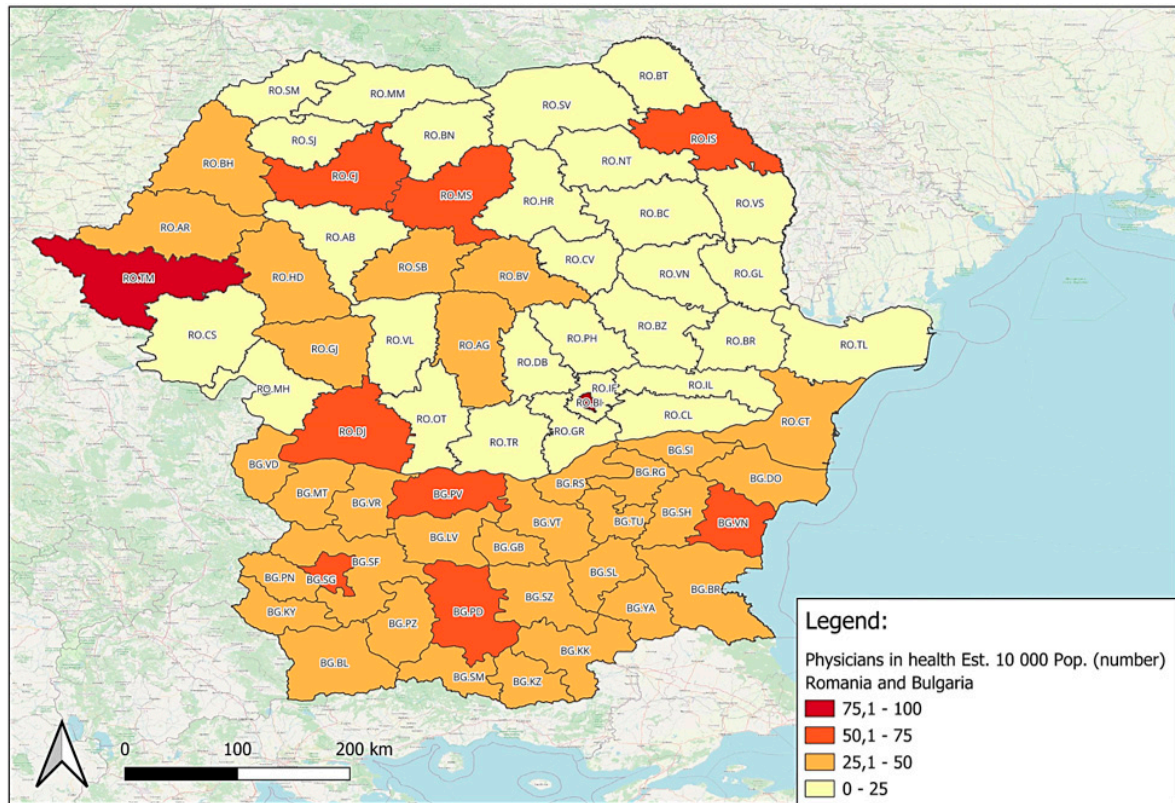 RO.BT
RO.SM
RO.MM
RO.SV
RO.SJ
RO.BN
RO.IS
RO.BH
RO.CJ
RO.NT
RO.MS
RO.HR
RO.BC
RO.VS
RO.AR
RO.AB
RO.CV
RO.SB
RO.BV
RO.VN
RO.GL
RO.TM
RO.HD
RO.CS
RO.GJ
RO.VL
RO.AG
RO.DB
RO.PH
RO.BZ
RO.BR
RO.TL
RO.MH
RO.IF
RO.IL
RO.BI
RO.OT
RO.CL
RO.CT
RO.DJ
RO.TR
RO.GR
BG.VD
BG.SI
BG.MT
BG.PV
BG.RS
BG.RG
BG.DO
BG.VR
BG.SH
BG.VN
BG.LV
BG.VT
BG.TU
BG.GB
BG.SF
BG.PN
BG.SG
BG.SL
BG.BR
BG.KY
BG.PZ
BG.PD
BG.SZ
BG.YA
BG.BL
BG.KK
BG.SM
BG.KZ
Legend:
Physicians in health Est. 10 000 Pop. (number)
Romania and Bulgaria
75,1 - 100
50,1 - 75
25,1 - 50
0 - 25
0 100 200 km